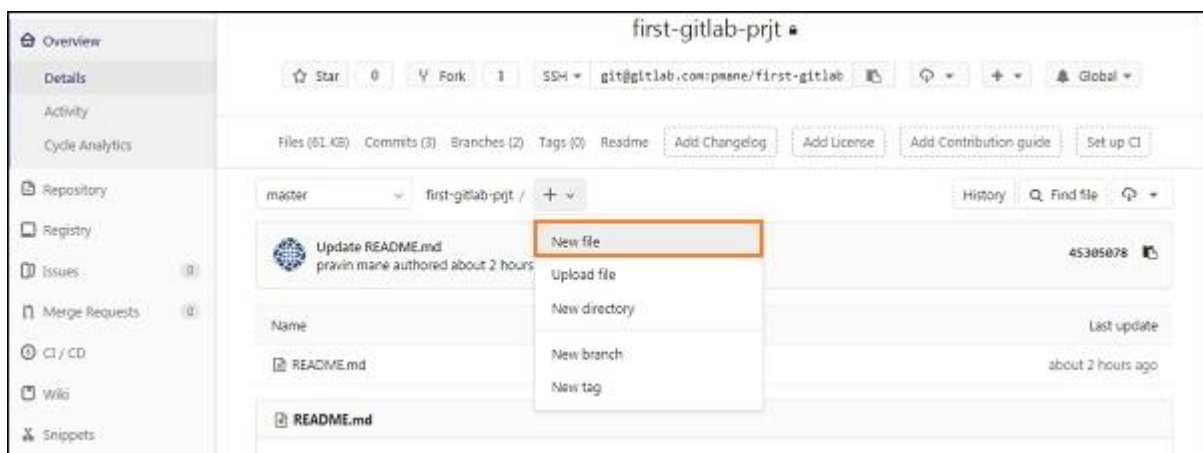 first-gitlab-prjt
Overview
Details
Activity
Cycle Analytics
Repository
Registry
Issues 0
Merge Requests 0
CI / CD
Wiki
Snippets
Star 0 Fork 1 SSH git@gitlab.com:pmane/first-gitlab Global
Files (61 KB) Commits (3) Branches (2) Tags (0) Readme Add Changelog Add License Add Contribution guide Set up CI
master first-gitlab-prjt / + History Find file
New file
Upload file
New directory
New branch
New tag
Update README.md
pravin mane authored about 2 hours
45305078
Name Last update
README.md about 2 hours ago
README.md